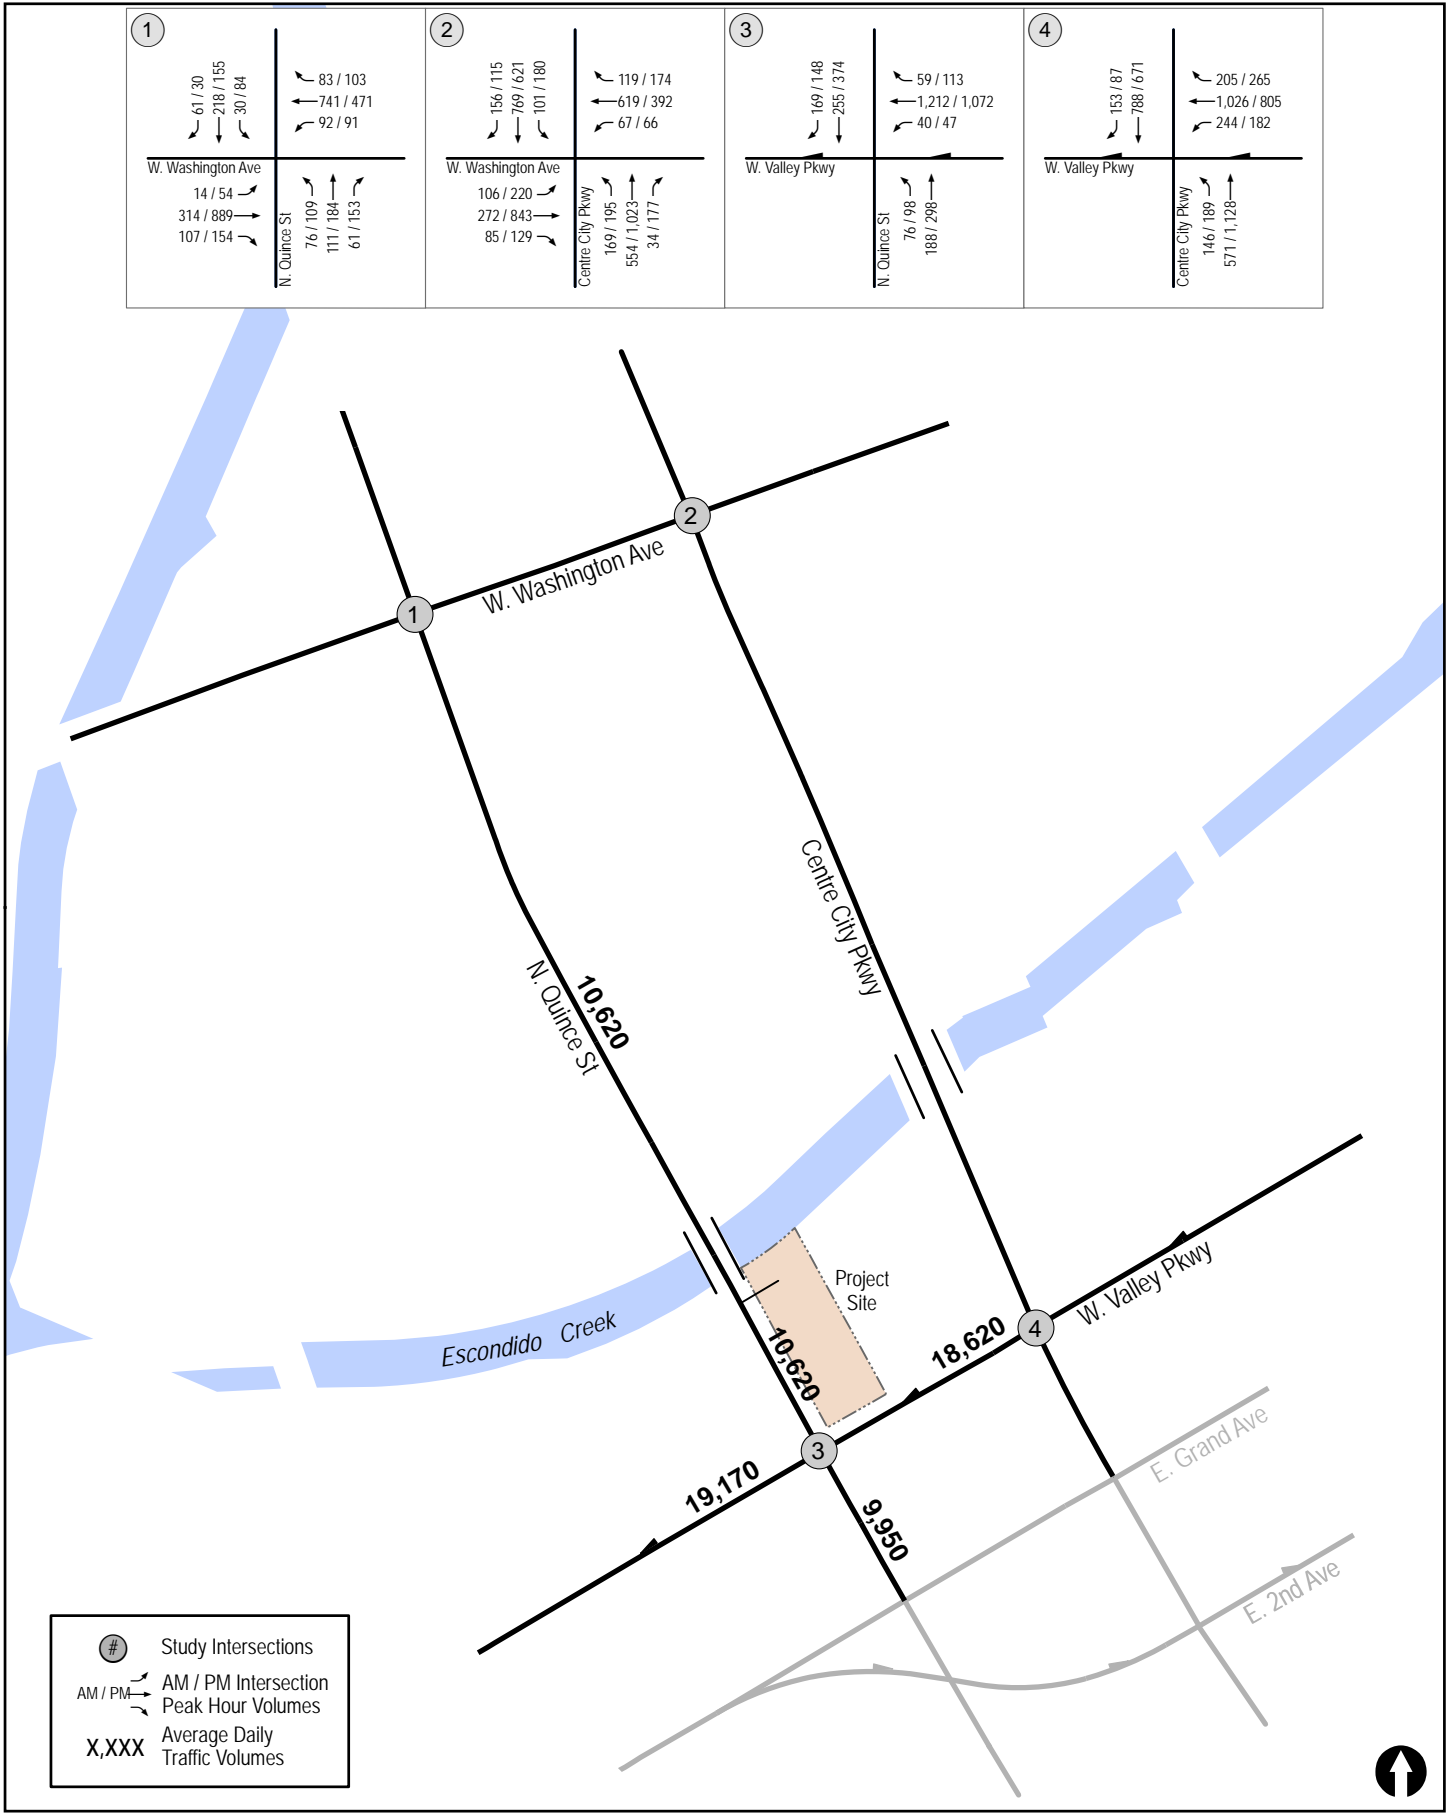 1
61 / 30
218 / 155
30 / 84
83 / 103
741 / 471
92 / 91
W. Washington Ave
14 / 54
314 / 889
107 / 154
N. Quince St
76 / 109
111 / 184
61 / 153
2
156 / 115
769 / 621
101 / 180
119 / 174
619 / 392
67 / 66
W. Washington Ave
106 / 220
272 / 843
85 / 129
Centre City Pkwy
169 / 195
554 / 1,023
34 / 177
3
169 / 148
255 / 374
59 / 113
1,212 / 1,072
40 / 47
W. Valley Pkwy
N. Quince St
76 / 98
188 / 298
4
153 / 87
788 / 671
205 / 265
1,026 / 805
244 / 182
W. Valley Pkwy
Centre City Pkwy
146 / 189
571 / 1,128
2
W. Washington Ave
1
Centre City Pkwy
N. Quince St
10,620
Project
Site
W. Valley Pkwy
Escondido Creek
10,620
18,620
4
3
19,170
9,950
E. Grand Ave
E. 2nd Ave
# Study Intersections
AM / PM AM / PM Intersection
Peak Hour Volumes
X,XXX Average Daily
Traffic Volumes